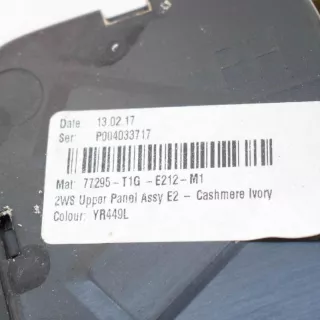 Date: 13.02.17
Ser: P004033717
Mat: 77295-T1G -E212-M1
2WS Upper Panel Assy E2 - Cashmere Ivory
Colour: YR449L